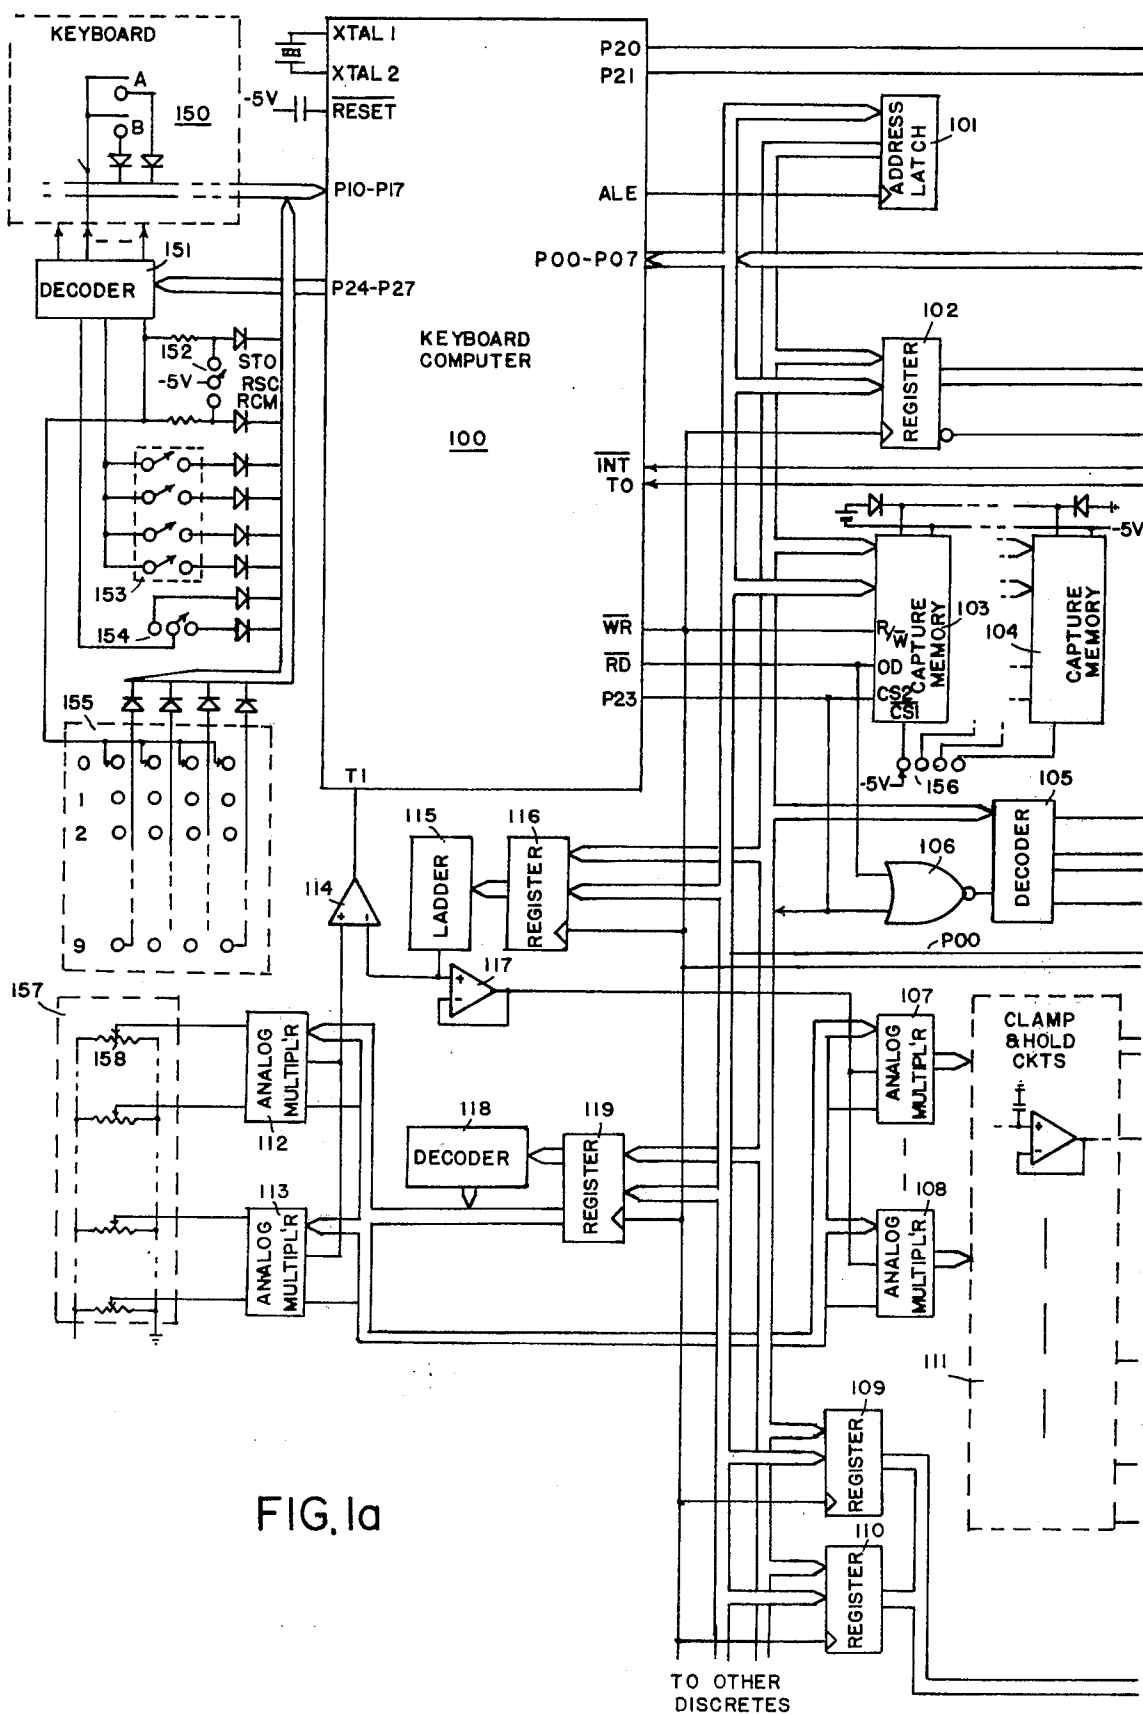 KEYBOARD
A
B
150
XTAL 1
XTAL 2
-5V
RESET
P10-P17
P24-P27
KEYBOARD
COMPUTER
100
P20
P21
ALE
P00-P07
INT
TO
WR
RD
P23
T1
101
ADDRESS
LATCH
151
DECODER
152
STO
-5V
RSC
RCM
153
154
155
0
1
2
9
102
REGISTER
-5V
R/W
OD
CS2
CS1
CAPTURE
MEMORY
103
104
CAPTURE
MEMORY
-5V
156
105
DECODER
106
P00
115
LADDER
116
REGISTER
114
+
-
117
+
-
157
158
ANALOG
MULTIPL'R
112
113
ANALOG
MULTIPL'R
118
DECODER
119
REGISTER
107
ANALOG
MULTIPL'R
108
ANALOG
MULTIPL'R
CLAMP
&HOLD
CKTS
+
-
111
109
REGISTER
110
REGISTER
FIG. 1a
TO OTHER
DISCRETES